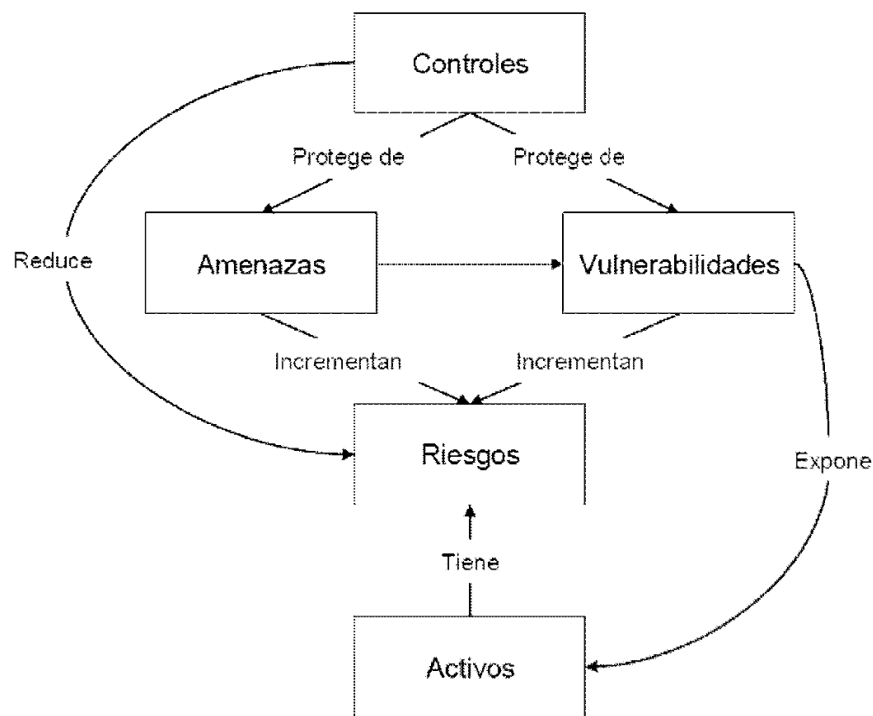 Controles
Protege de
Protege de
Reduce
Amenazas
Vulnerabilidades
Incrementan
Incrementan
Riesgos
Expone
Tiene
Activos